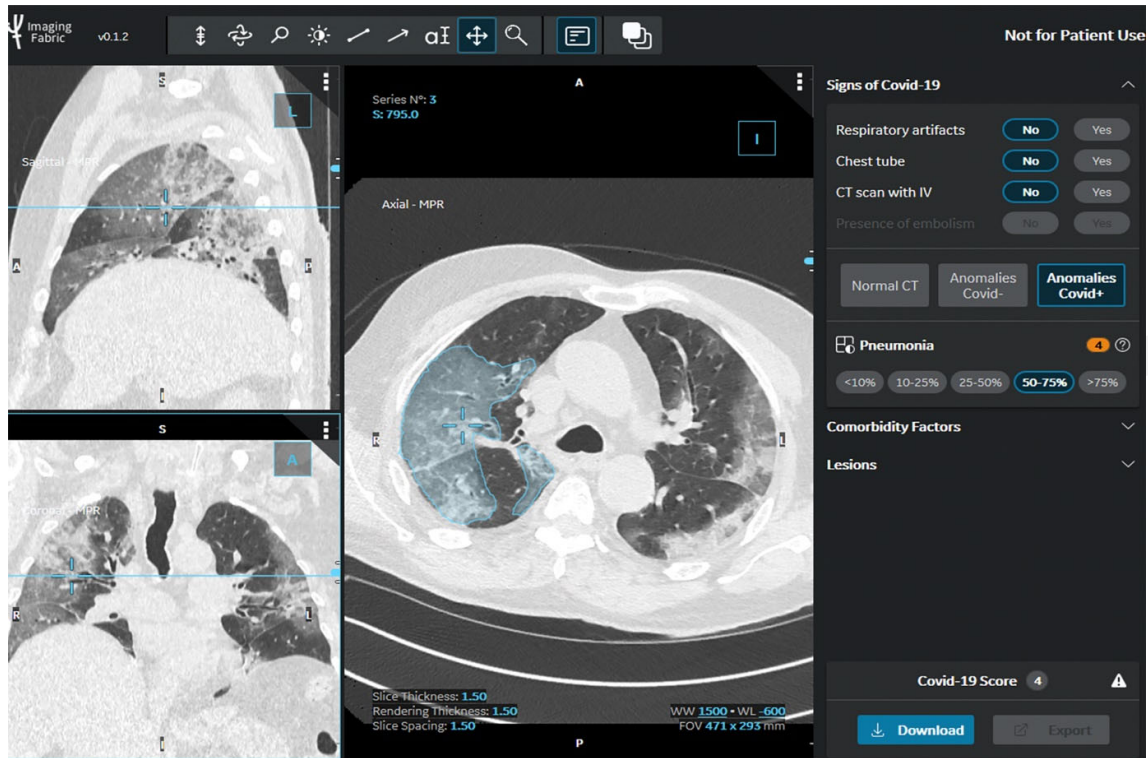 Imaging
Fabric
v0.1.2
aI
Not for Patient Use
S
L
Sagittal - MPR
A
P
I
S
A
Coronal - MPR
R
L
I
Series N°: 3
S: 795.0
A
I
Axial - MPR
R
L
Slice Thickness: 1.50
Rendering Thickness: 1.50
Slice Spacing: 1.50
WW 1500 • WL -600
FOV 471 x 293 mm
P
Signs of Covid-19
Respiratory artifacts No Yes
Chest tube No Yes
CT scan with IV No Yes
Presence of embolism No Yes
Normal CT
Anomalies
Covid-
Anomalies
Covid+
Pneumonia 4 ?
<10% 10-25% 25-50% 50-75% >75%
Comorbidity Factors
Lesions
Covid-19 Score 4
Download Export